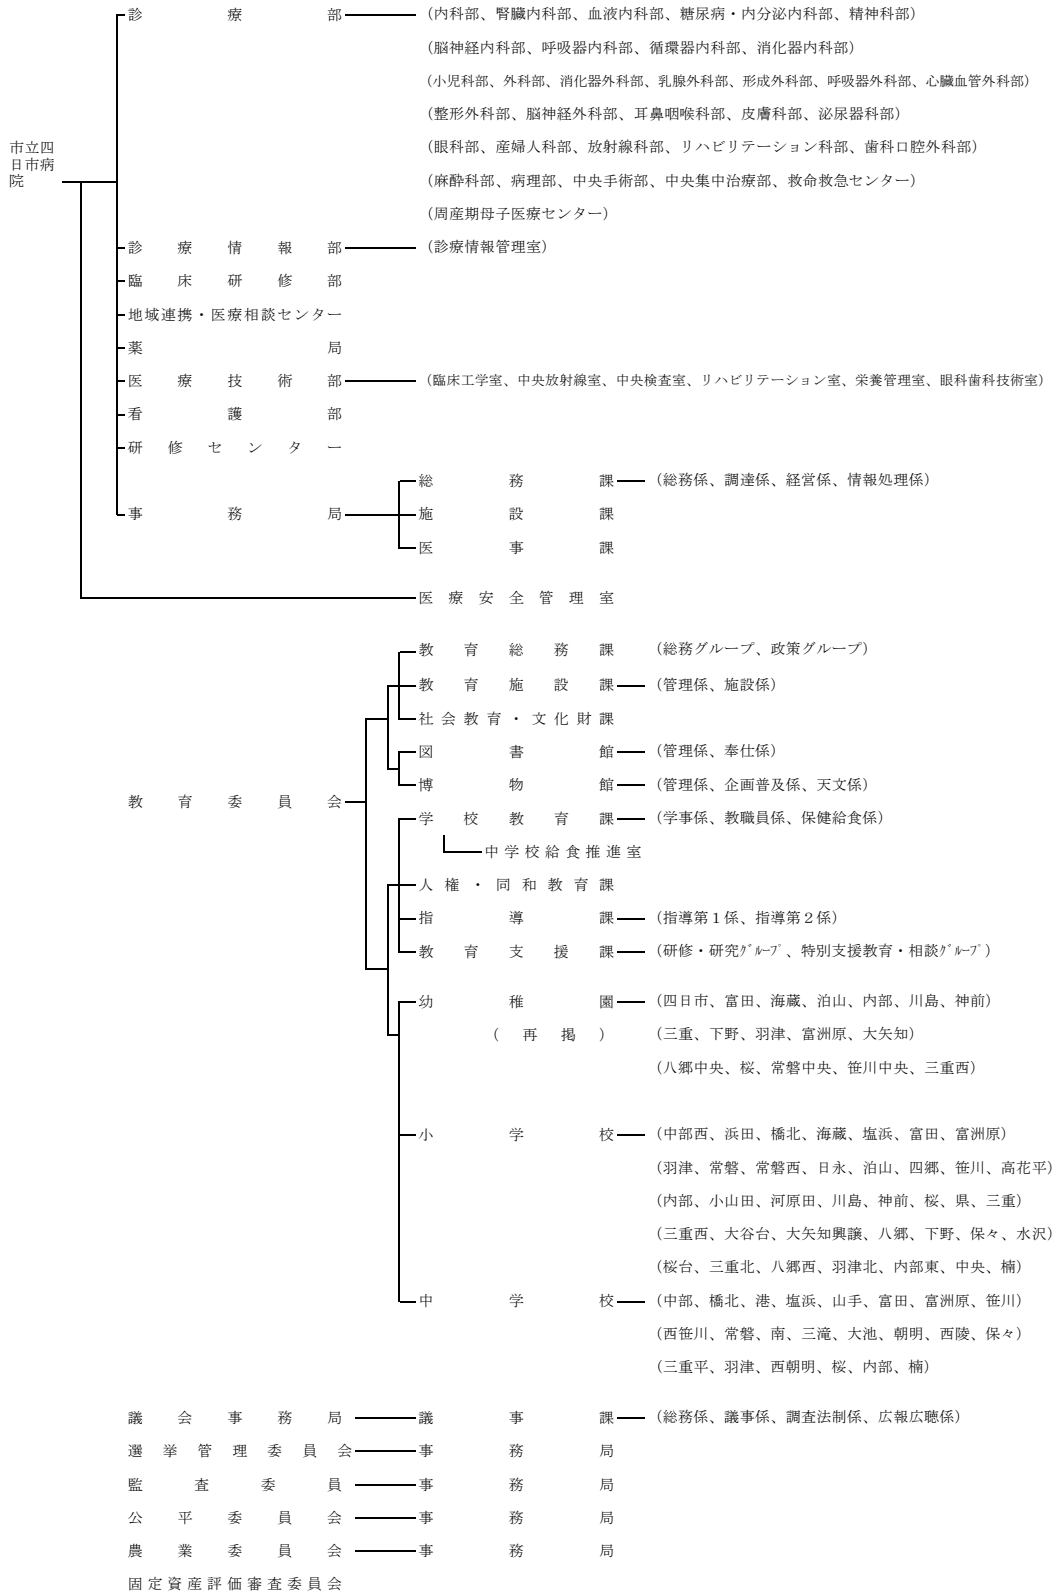 診療部 (内科部、腎臓内科部、血液内科部、糖尿病・内分泌内科部、精神科部)
(脳神経内科部、呼吸器内科部、循環器内科部、消化器内科部)
(小児科部、外科部、消化器外科部、乳腺外科部、形成外科部、呼吸器外科部、心臓血管外科部)
(整形外科部、脳神経外科部、耳鼻咽喉科部、皮膚科部、泌尿器科部)
市立四
日市病
院
(眼科部、産婦人科部、放射線科部、リハビリテーション科部、歯科口腔外科部)
(麻酔科部、病理部、中央手術部、中央集中治療部、救命救急センター)
(周産期母子医療センター)
診療情報部 (診療情報管理室)
臨床研修部
地域連携・医療相談センター
薬局
医療技術部 (臨床工学室、中央放射線室、中央検査室、リハビリテーション室、栄養管理室、眼科歯科技術室)
看護部
研修センター
総務課 (総務係、調達係、経営係、情報処理係)
事務局 施設課
医事課
医療安全管理室
教育総務課 (総務グループ、政策グループ)
教育施設課 (管理係、施設係)
社会教育・文化財課
図書館 (管理係、奉仕係)
博物館 (管理係、企画普及係、天文係)
教育委員会
学校教育課 (学事係、教職員係、保健給食係)
中学校給食推進室
人権・同和教育課
指導課 (指導第1係、指導第2係)
教育支援課 (研修・研究グループ、特別支援教育・相談グループ)
幼稚園 (四日市、富田、海蔵、泊山、内部、川島、神前)
(再掲) (三重、下野、羽津、富洲原、大矢知)
(八郷中央、桜、常磐中央、笹川中央、三重西)
小学校 (中部西、浜田、橋北、海蔵、塩浜、富田、富洲原)
(羽津、常磐、常磐西、日永、泊山、四郷、笹川、高花平)
(内部、小山田、河原田、川島、神前、桜、県、三重)
(三重西、大谷台、大矢知興譲、八郷、下野、保々、水沢)
(桜台、三重北、八郷西、羽津北、内部東、中央、楠)
中学校 (中部、橋北、港、塩浜、山手、富田、富洲原、笹川)
(西笹川、常磐、南、三滝、大池、朝明、西陵、保々)
(三重平、羽津、西朝明、桜、内部、楠)
議会事務局 議事課 (総務係、議事係、調査法制係、広報広聴係)
選挙管理委員会 事務局
監査委員 事務局
公平委員会 事務局
農業委員会 事務局
固定資産評価審査委員会